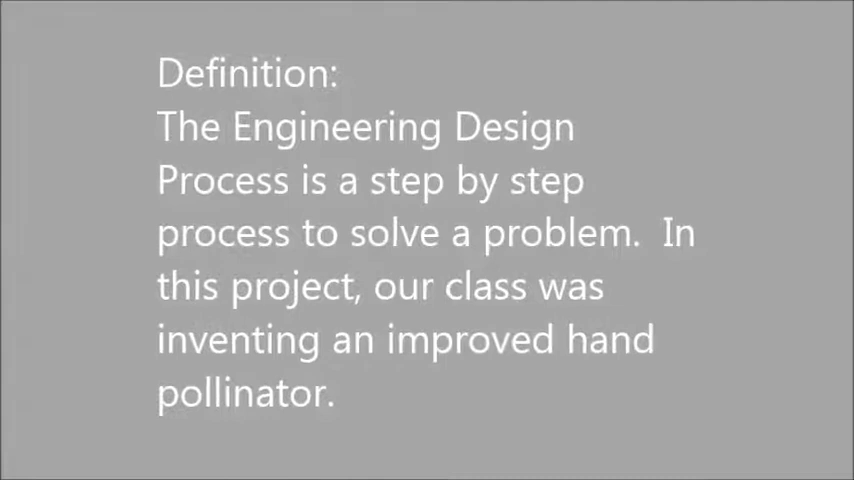 Definition:
The Engineering Design
Process is a step by step
process to solve a problem.  In
this project, our class was
inventing an improved hand
pollinator.